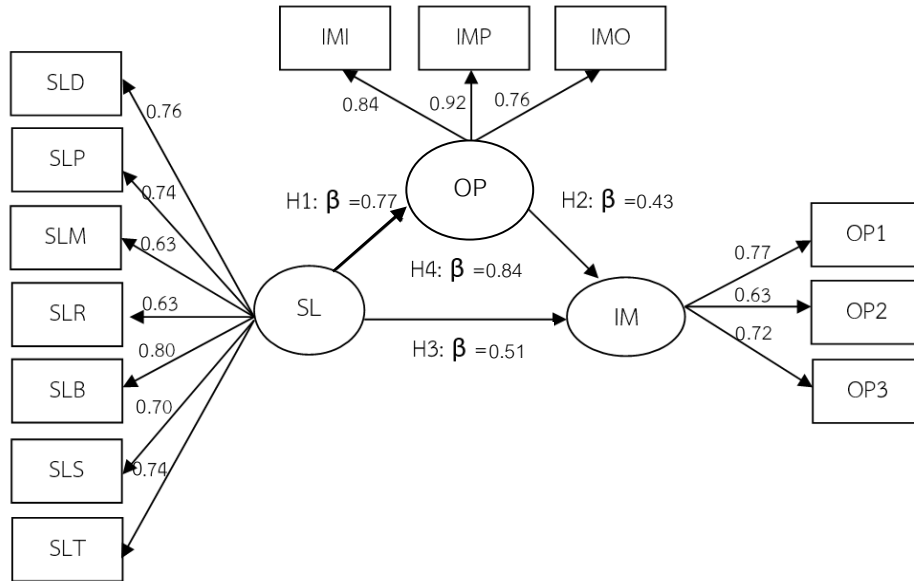 IMI
IMP
IMO
SLD
0.84
0.92
0.76
0.76
SLP
OP
0.74
H1: β =0.77
H2: β =0.43
SLM
0.63
OP1
0.77
H4: β =0.84
SLR
0.63
SL
IM
0.63
OP2
0.80
H3: β =0.51
0.72
SLB
0.70
OP3
SLS
0.74
SLT